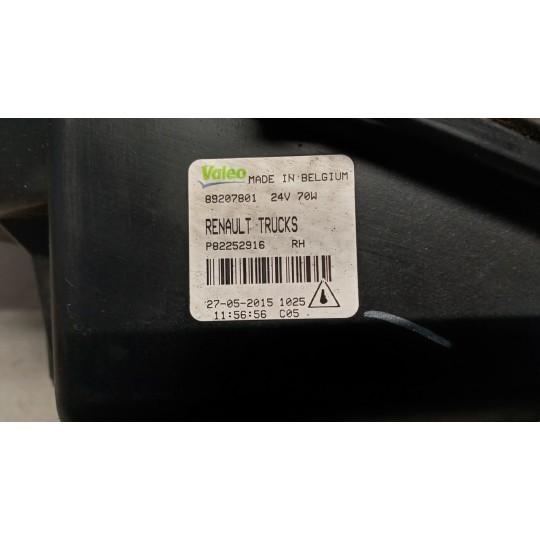 Valeo MADE IN BELGIUM
89207801 24V 70W
RENAULT TRUCKS
P82252916 RH
27-05-2015 1025
11:56:56 C05